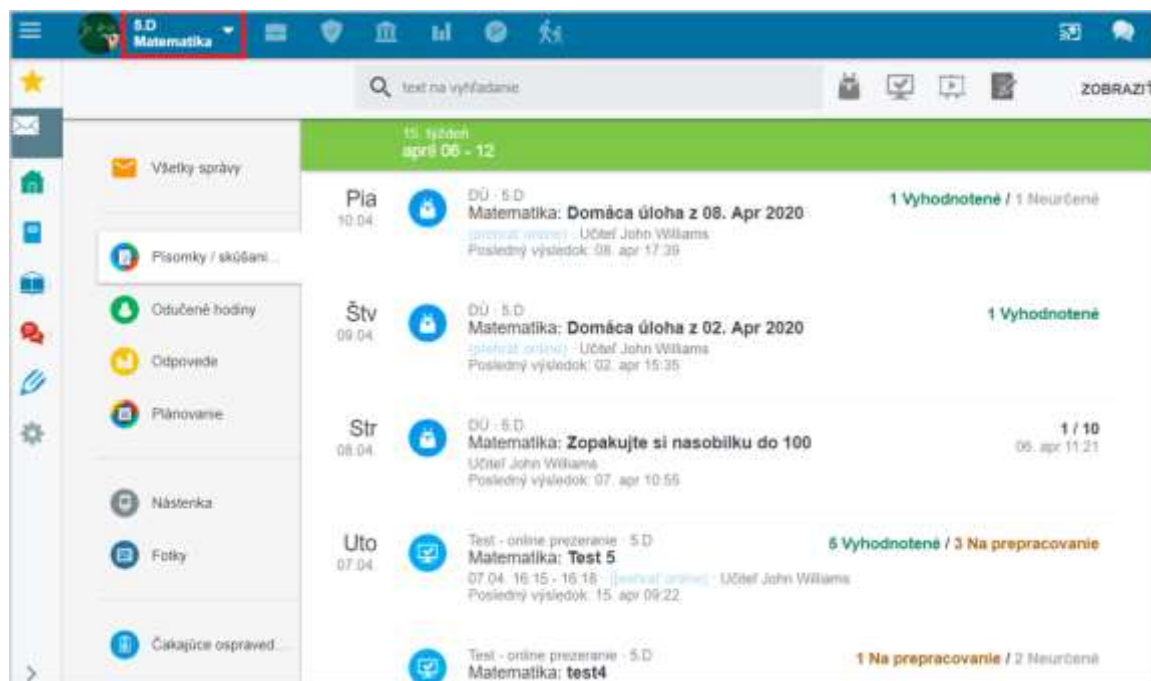 5.D
Matematika
text na vyhľadanie
ZOBRAZIŤ
15. týždeň
apríl 06 - 12
Všetky správy
Písomky / skúšani...
Odučené hodiny
Odpovede
Plánovanie
Nástenka
Fotky
Čakajúce ospraved...
Pia
10.04.
DÚ · 5.D
Matematika: Domáca úloha z 08. Apr 2020
(prehrať online) · Učiteľ John Williams
Posledný výsledok: 08. apr 17:39
1 Vyhodnotené / 1 Neurčené
Štv
09.04.
DÚ · 5.D
Matematika: Domáca úloha z 02. Apr 2020
(prehrať online) · Učiteľ John Williams
Posledný výsledok: 02. apr 15:35
1 Vyhodnotené
Str
08.04.
DÚ · 5.D
Matematika: Zopakujte si nasobilku do 100
Učiteľ John Williams
Posledný výsledok: 07. apr 10:55
1 / 10
06. apr 11:21
Uto
07.04.
Test - online prezeranie · 5.D
Matematika: Test 5
07.04. 16:15 - 16:18 · (prehrať online) · Učiteľ John Williams
Posledný výsledok: 15. apr 09:22
5 Vyhodnotené / 3 Na prepracovanie
Test - online prezeranie · 5.D
Matematika: test4
1 Na prepracovanie / 2 Neurčené